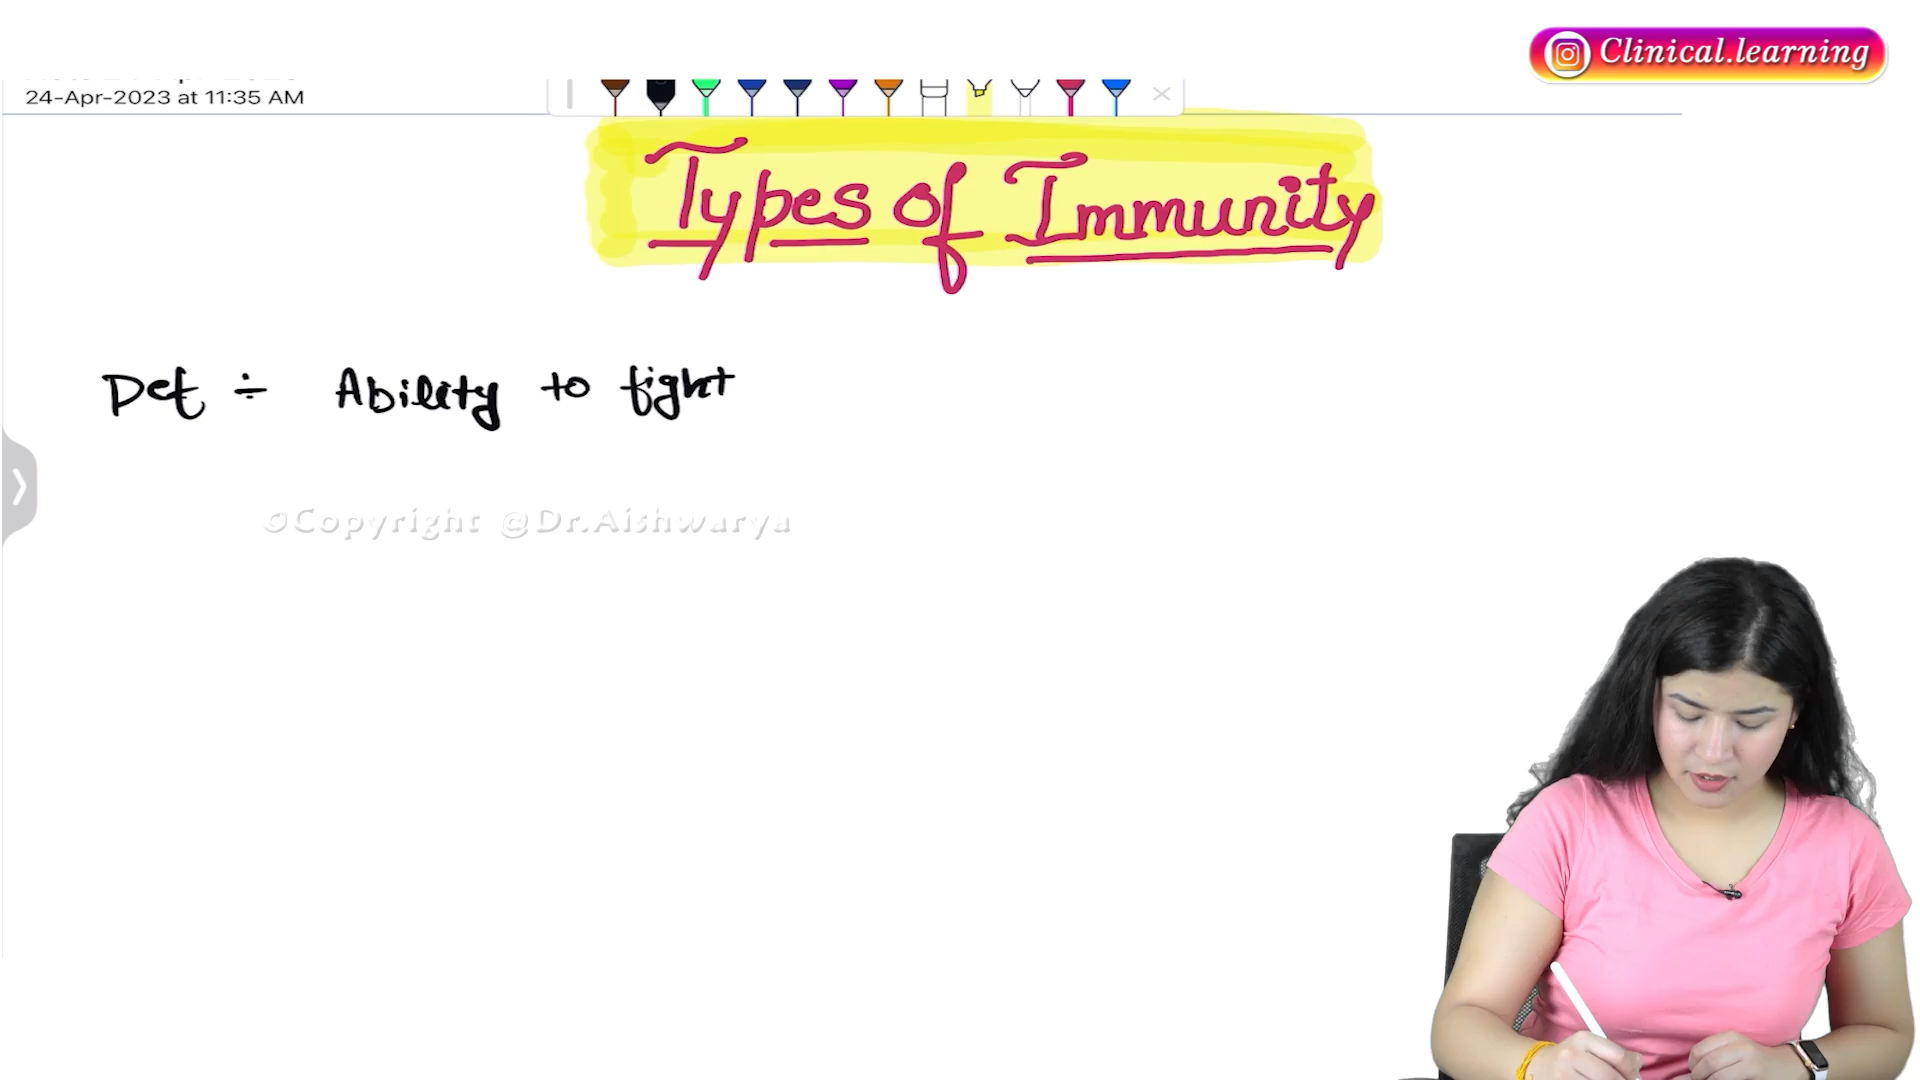 Clinical.learning
24-Apr-2023 at 11:35 AM
Types of Immunity
Def ÷ Ability to fight
©Copyright @Dr.Aishwarya